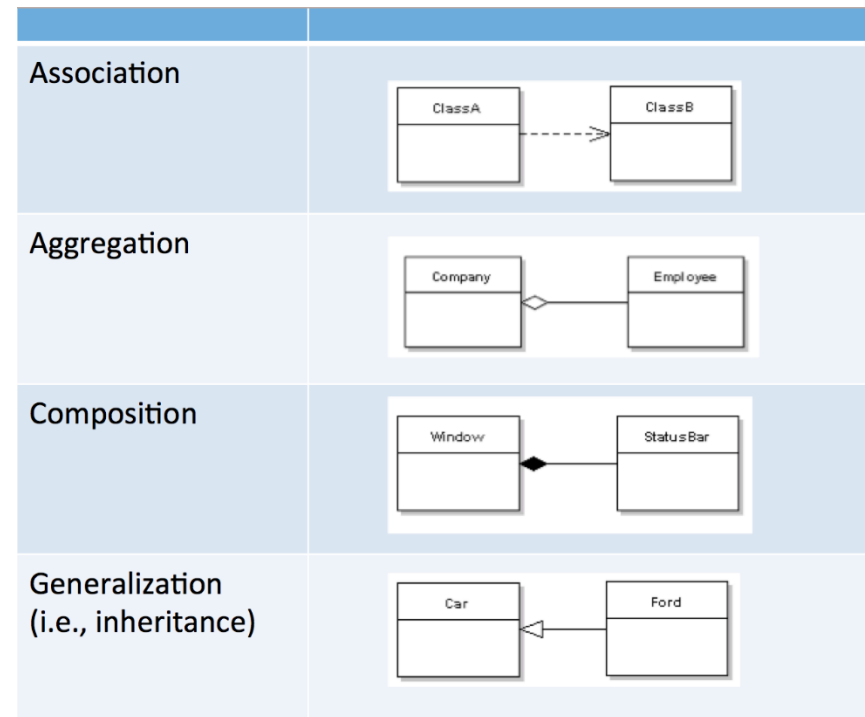 Association
ClassA
ClassB
Aggregation
Company
Employee
Composition
Window
StatusBar
Generalization
(i.e., inheritance)
Car
Ford